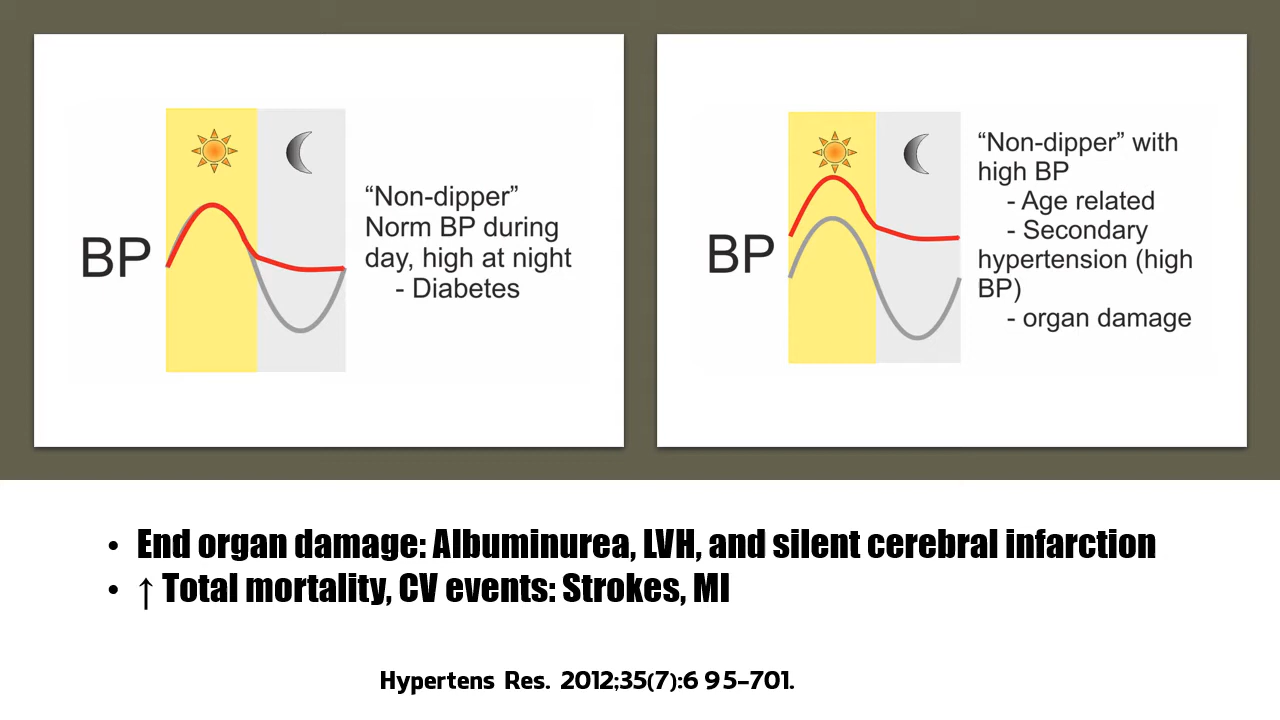 BP
“Non-dipper”
Norm BP during
day, high at night
- Diabetes
BP
“Non-dipper” with
high BP
- Age related
- Secondary
hypertension (high
BP)
- organ damage
• End organ damage: Albuminurea, LVH, and silent cerebral infarction
• ↑ Total mortality, CV events: Strokes, MI
Hypertens Res. 2012;35(7):6 95–701.